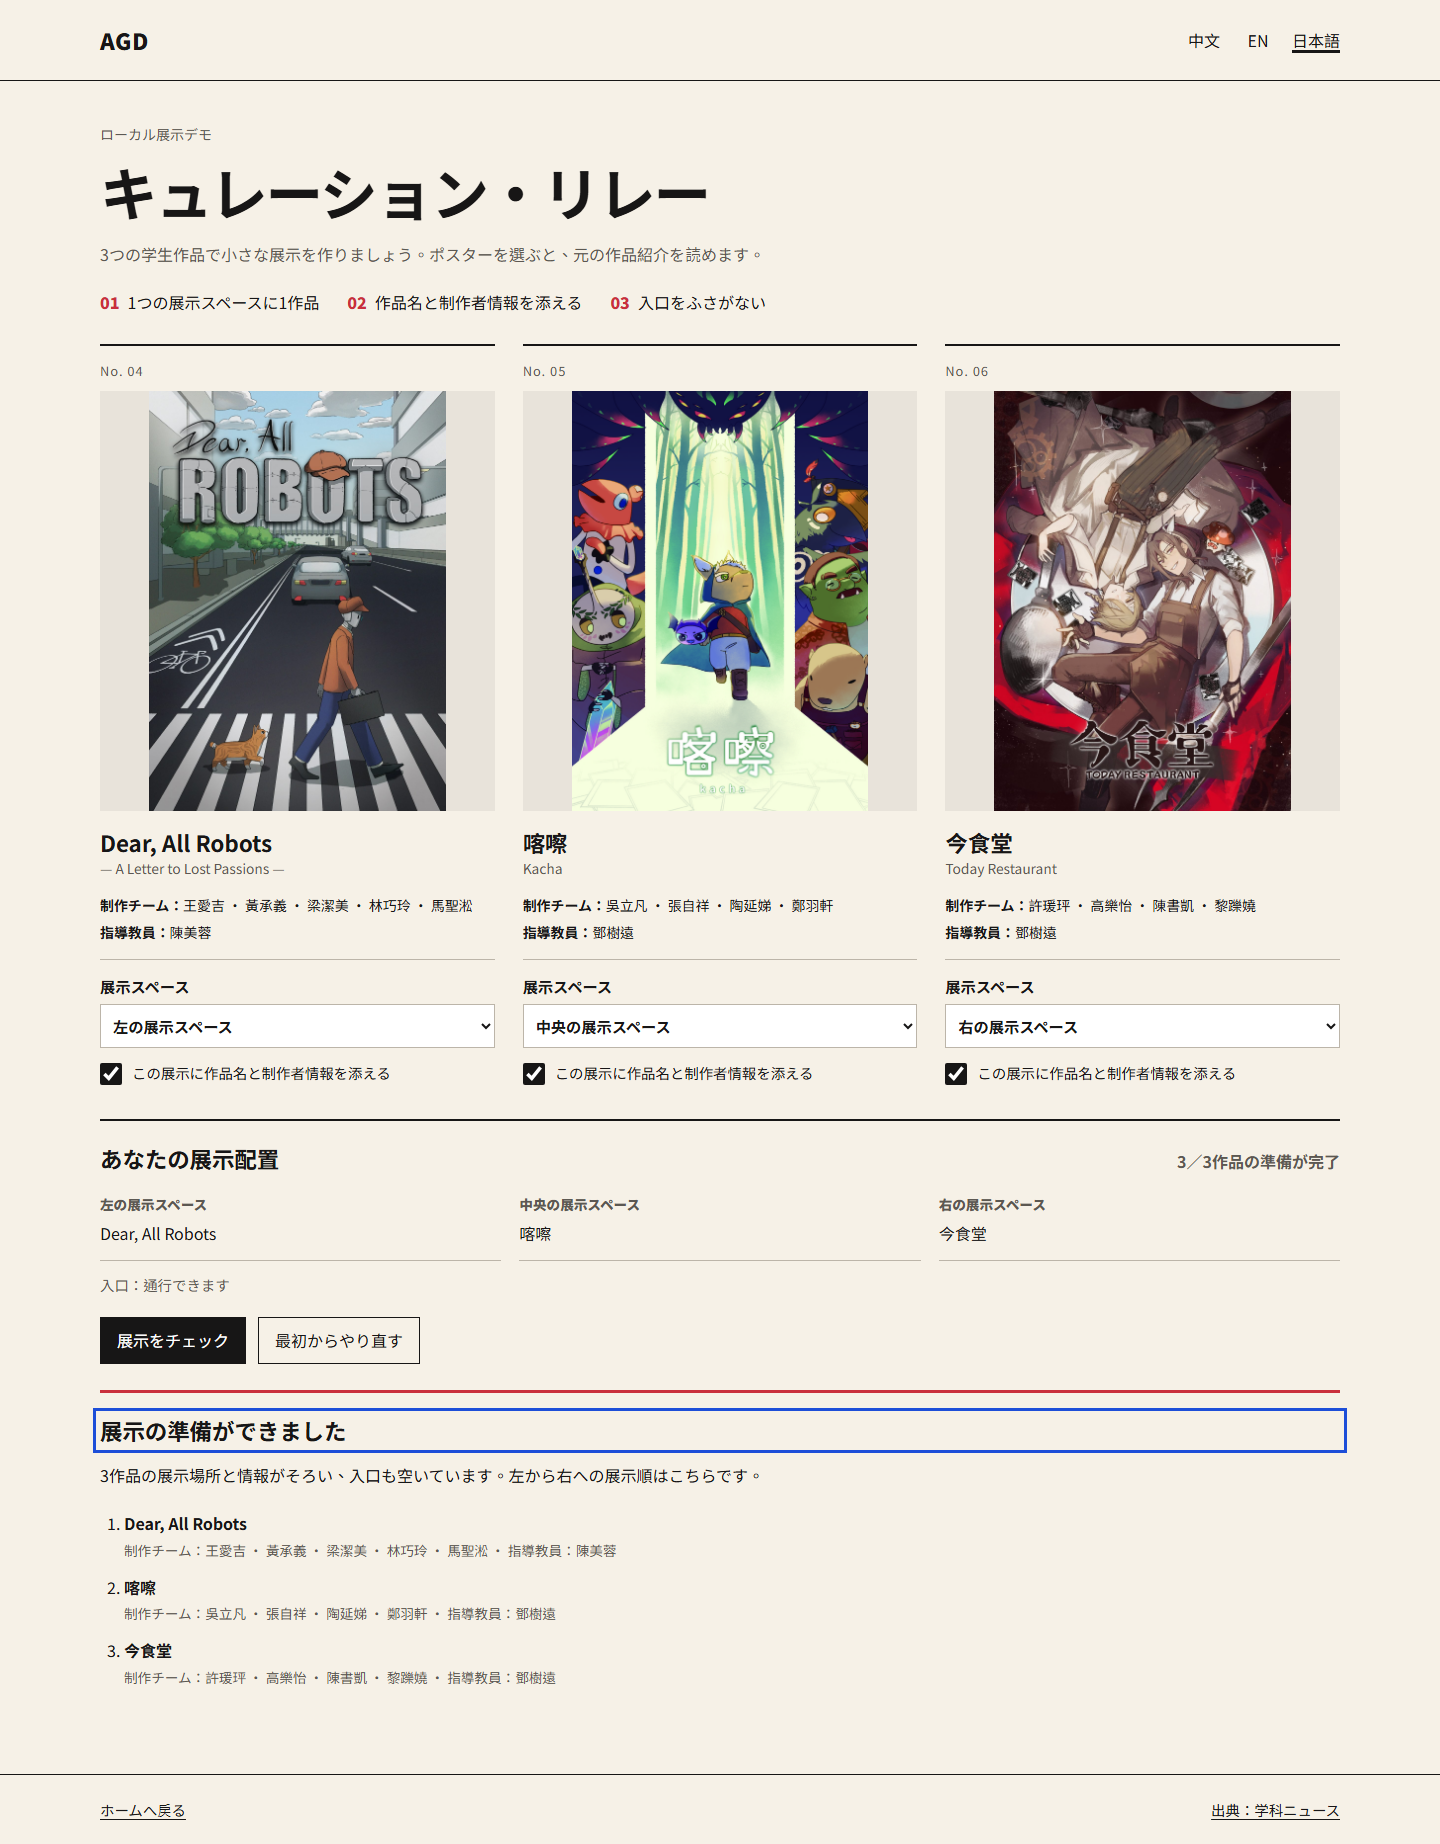 AGD
中文 EN 日本語
ローカル展示デモ
キュレーション・リレー
3つの学生作品で小さな展示を作りましょう。ポスターを選ぶと、元の作品紹介を読めます。
01 1つの展示スペースに1作品 02 作品名と制作者情報を添える 03 入口をふさがない
No. 04
Dear, All
ROBOTS
Dear, All Robots
— A Letter to Lost Passions —
制作チーム：王愛吉 ・ 黃承義 ・ 梁潔美 ・ 林巧玲 ・ 馬聖淞
指導教員：陳美蓉
展示スペース
左の展示スペース
この展示に作品名と制作者情報を添える
No. 05
喀嚓
kacha
喀嚓
Kacha
制作チーム：吳立凡 ・ 張自祥 ・ 陶延娣 ・ 鄭羽軒
指導教員：鄧樹遠
展示スペース
中央の展示スペース
この展示に作品名と制作者情報を添える
No. 06
今食堂
TODAY RESTAURANT
今食堂
Today Restaurant
制作チーム：許瑗玶 ・ 高樂怡 ・ 陳書凱 ・ 黎躒嬈
指導教員：鄧樹遠
展示スペース
右の展示スペース
この展示に作品名と制作者情報を添える
あなたの展示配置
3／3作品の準備が完了
左の展示スペース
Dear, All Robots
中央の展示スペース
喀嚓
右の展示スペース
今食堂
入口：通行できます
展示をチェック
最初からやり直す
展示の準備ができました
3作品の展示場所と情報がそろい、入口も空いています。左から右への展示順はこちらです。
1. Dear, All Robots
制作チーム：王愛吉 ・ 黃承義 ・ 梁潔美 ・ 林巧玲 ・ 馬聖淞 ・ 指導教員：陳美蓉
2. 喀嚓
制作チーム：吳立凡 ・ 張自祥 ・ 陶延娣 ・ 鄭羽軒 ・ 指導教員：鄧樹遠
3. 今食堂
制作チーム：許瑗玶 ・ 高樂怡 ・ 陳書凱 ・ 黎躒嬈 ・ 指導教員：鄧樹遠
ホームへ戻る
出典：学科ニュース